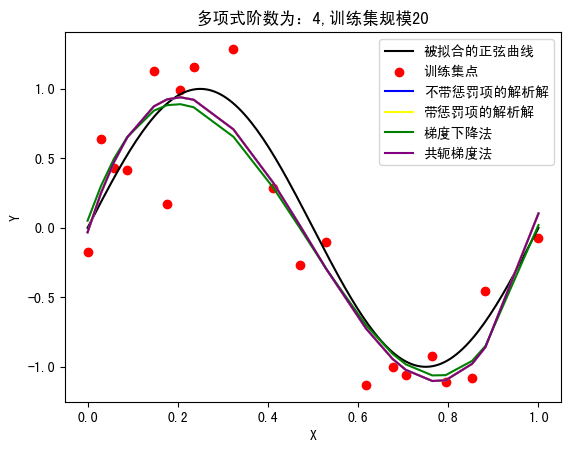 多项式阶数为：4,训练集规模20
被拟合的正弦曲线
训练集点
不带惩罚项的解析解
带惩罚项的解析解
梯度下降法
共轭梯度法
1.0
0.5
0.0
-0.5
-1.0
Y
0.0 0.2 0.4 0.6 0.8 1.0
X